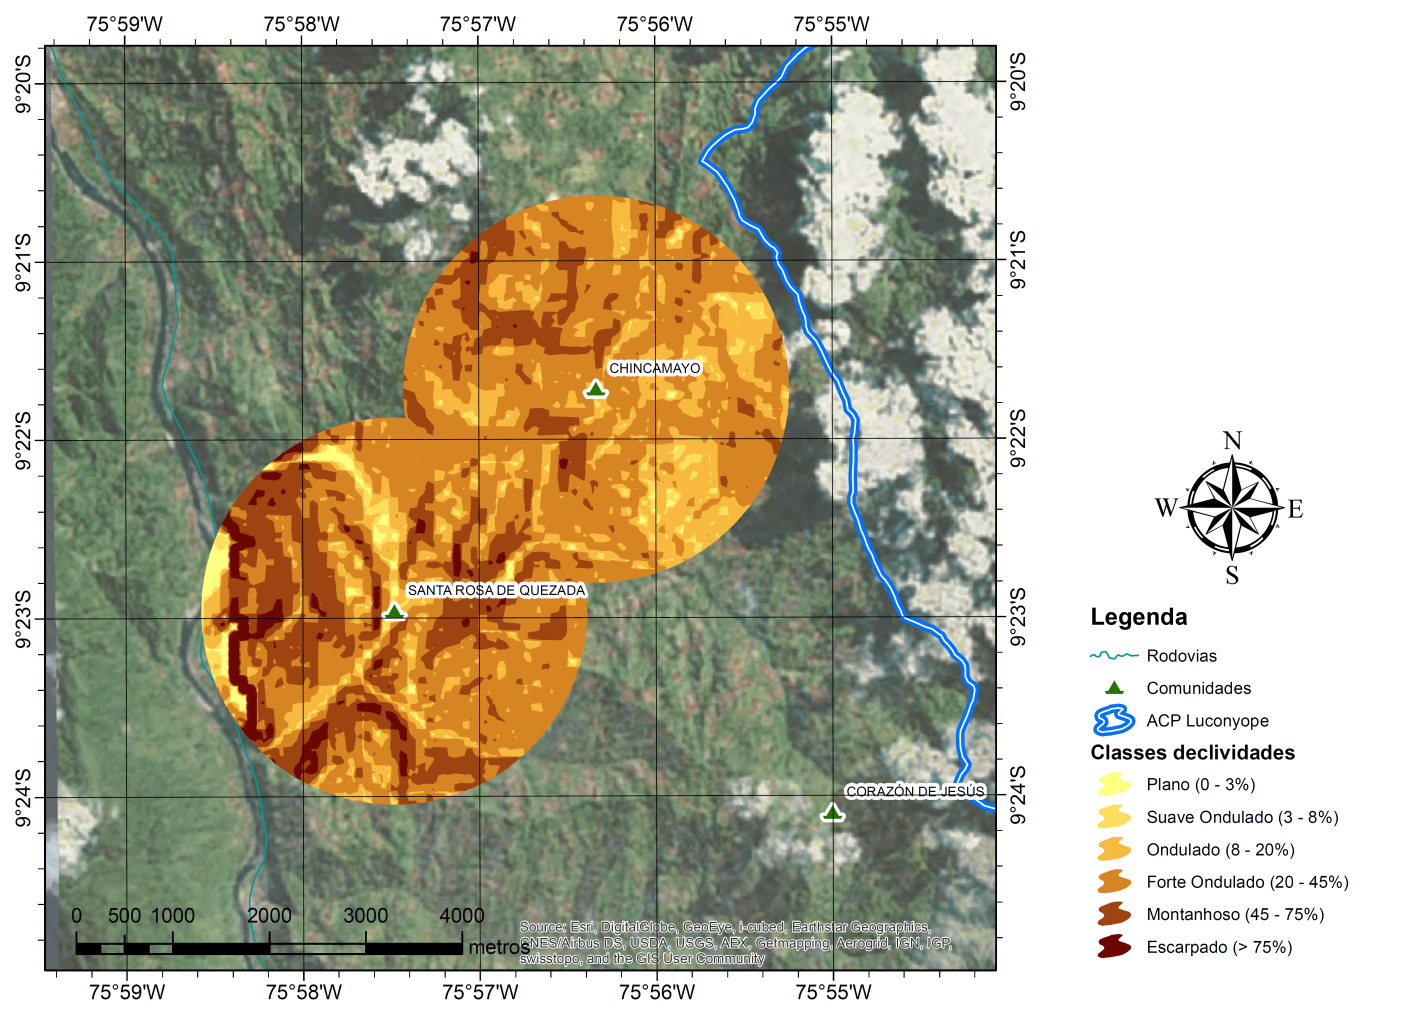 75°59'W 75°58'W 75°57'W 75°56'W 75°55'W
9°20'S 9°20'S
9°21'S 9°21'S
CHINCAMAYO
9°22'S 9°22'S
N
W E
S
SANTA ROSA DE QUEZADA
9°23'S 9°23'S
Legenda
Rodovias
Comunidades
ACP Luconyope
Classes declividades
Plano (0 - 3%)
Suave Ondulado (3 - 8%)
Ondulado (8 - 20%)
Forte Ondulado (20 - 45%)
Montanhoso (45 - 75%)
Escarpado (> 75%)
9°24'S 9°24'S
CORAZÓN DE JESÚS
0 500 1000 2000 3000 4000
metros
Source: Esri, DigitalGlobe, GeoEye, i-cubed, Earthstar Geographics,
CNES/Airbus DS, USDA, USGS, AEX, Getmapping, Aerogrid, IGN, IGP,
swisstopo, and the GIS User Community
75°59'W 75°58'W 75°57'W 75°56'W 75°55'W